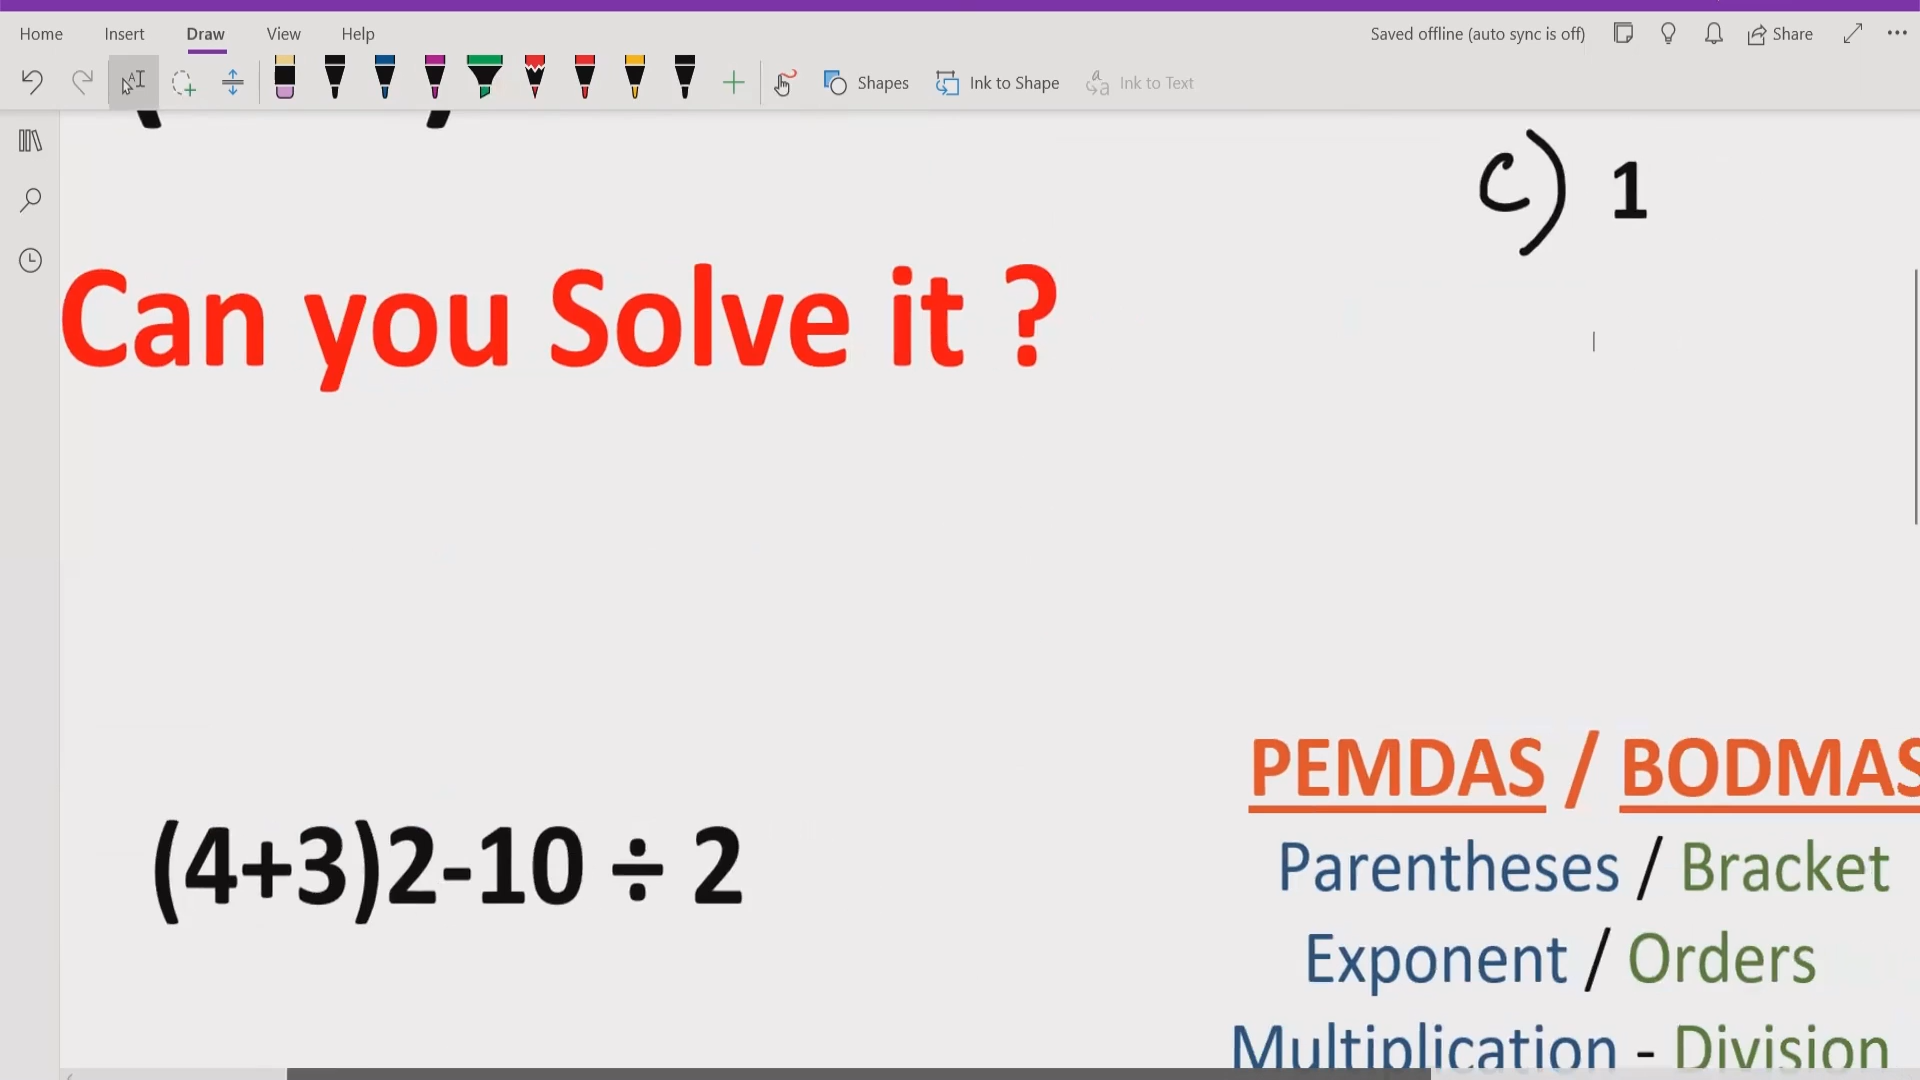 Home Insert Draw View Help Saved offline (auto sync is off) Share
Shapes Ink to Shape Ink to Text
C) 1
Can you Solve it ?
PEMDAS / BODMAS
(4+3)2-10 ÷ 2
Parentheses / Bracket
Exponent / Orders
Multiplication - Division